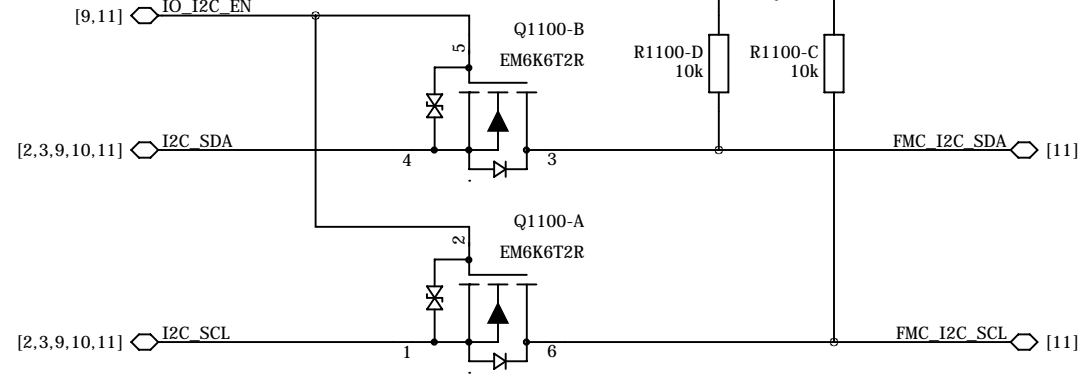 [9,11] IO_I2C_EN
Q1100-B
EM6K6T2R
5
R1100-D
10k
R1100-C
10k
[2,3,9,10,11] I2C_SDA
4
3
FMC_I2C_SDA [11]
Q1100-A
EM6K6T2R
2
[2,3,9,10,11] I2C_SCL
1
6
FMC_I2C_SCL [11]